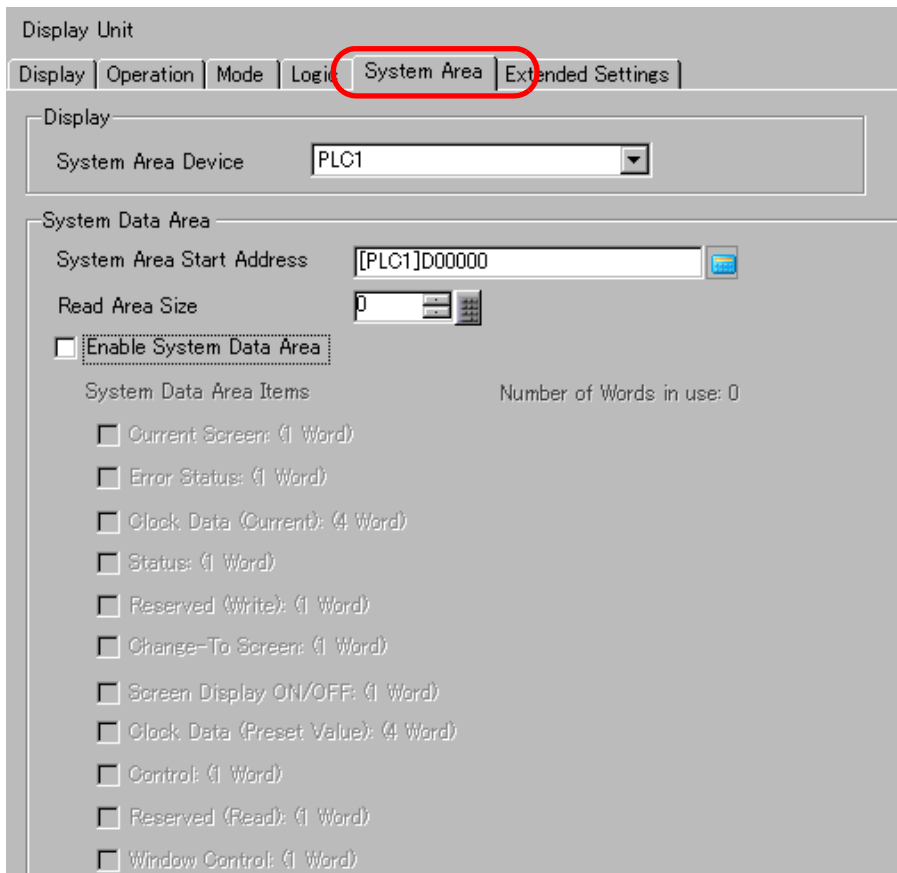 Display Unit
Display Operation Mode Logic System Area Extended Settings
Display
System Area Device PLC1
System Data Area
System Area Start Address [PLC1]D00000
Read Area Size 0
Enable System Data Area
System Data Area Items Number of Words in use: 0
Current Screen: (1 Word)
Error Status: (1 Word)
Clock Data (Current): (4 Word)
Status: (1 Word)
Reserved (Write): (1 Word)
Change-To Screen: (1 Word)
Screen Display ON/OFF: (1 Word)
Clock Data (Preset Value): (4 Word)
Control: (1 Word)
Reserved (Read): (1 Word)
Window Control: (1 Word)